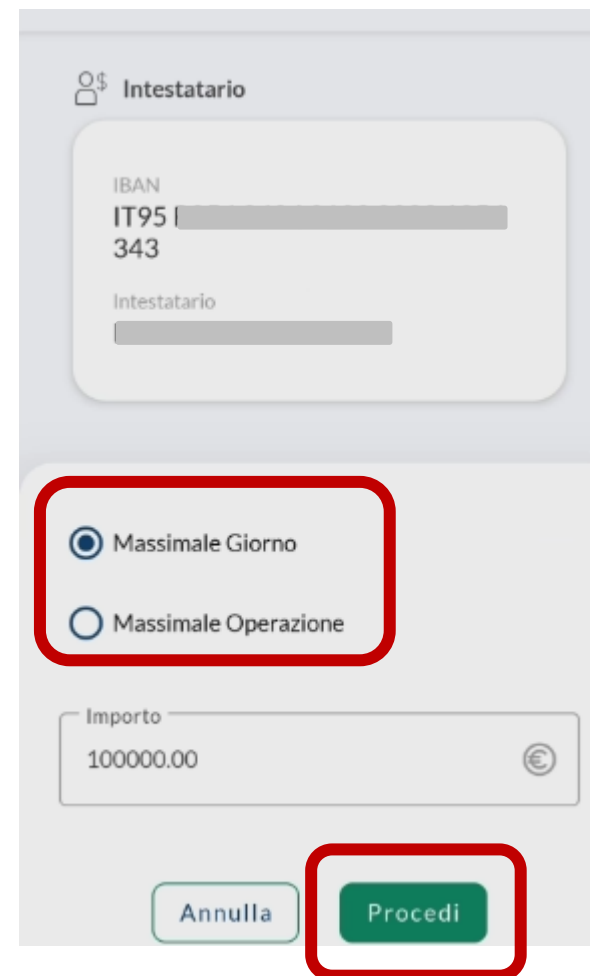 Intestatario
IBAN
IT95
343
Intestatario
Massimale Giorno
Massimale Operazione
Importo
100000.00
Annulla
Procedi